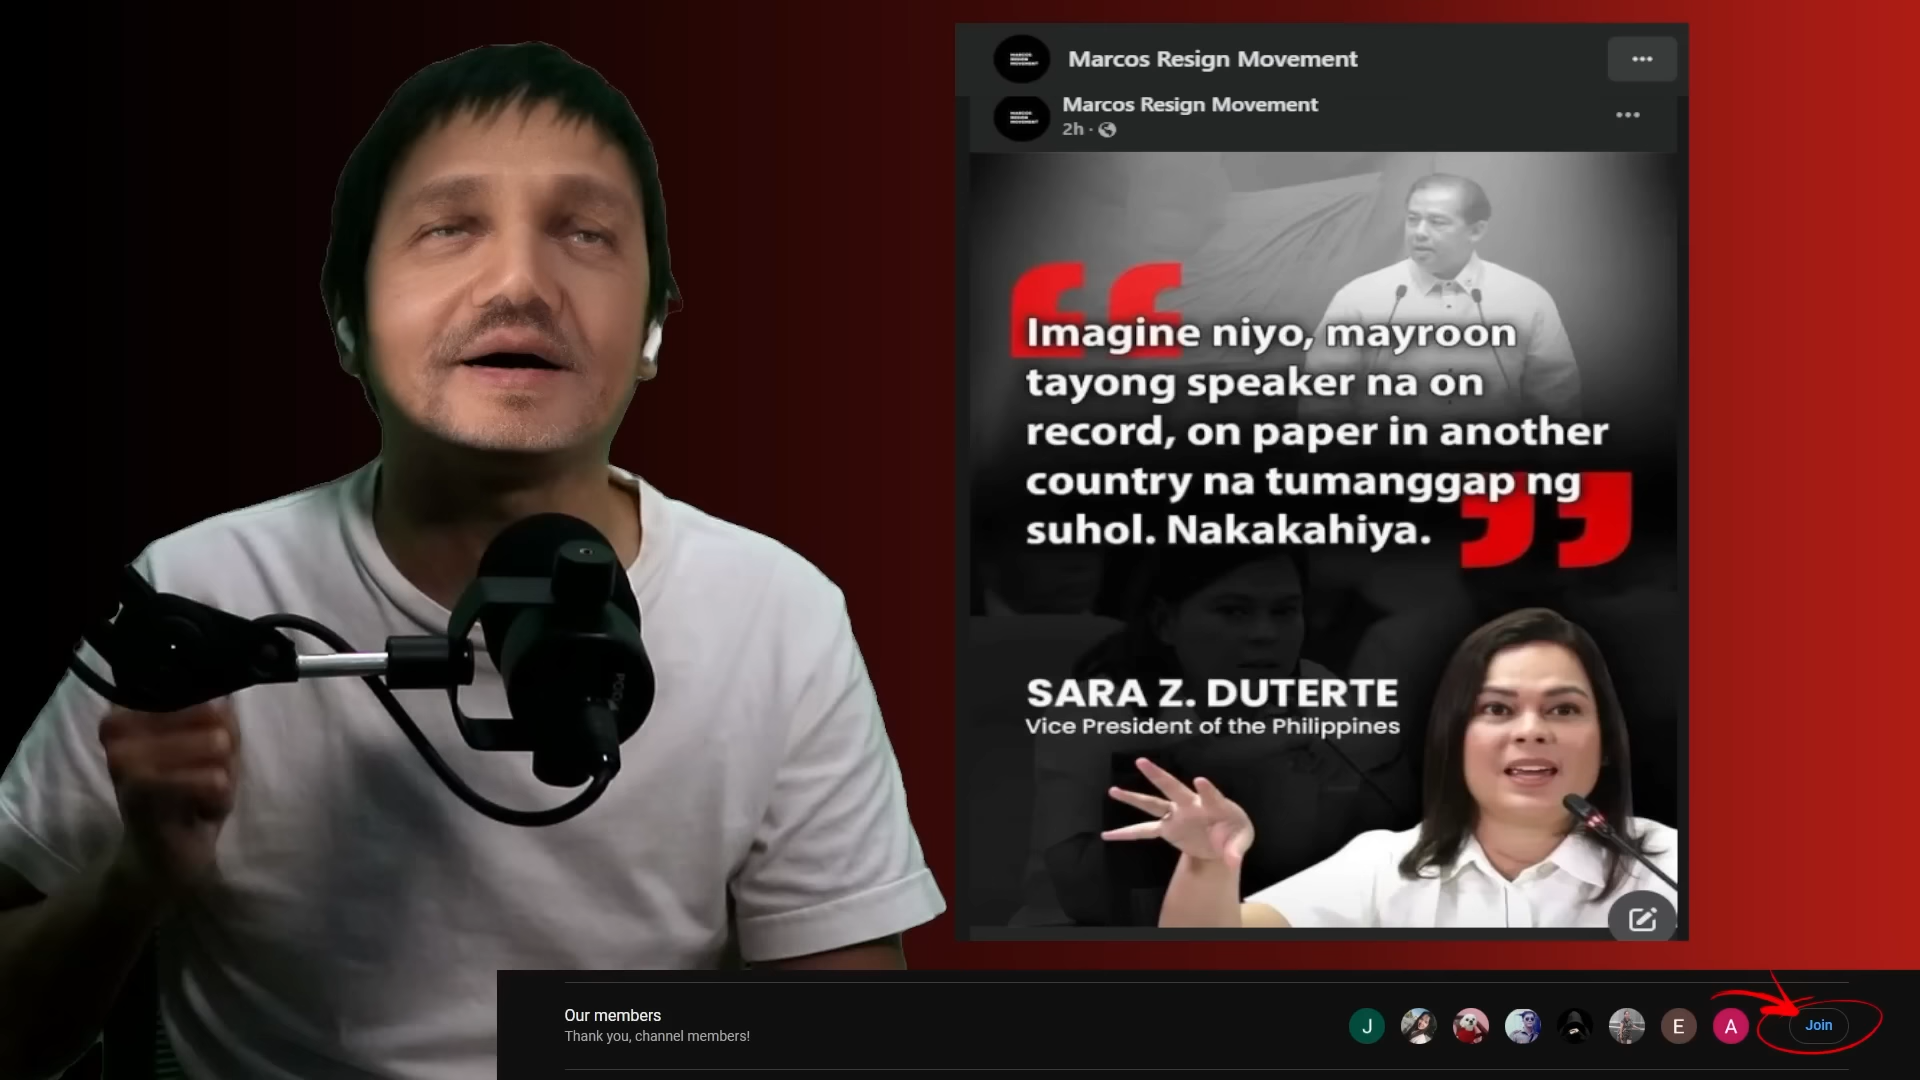 Marcos Resign Movement
Marcos Resign Movement
2h ·
Imagine niyo, mayroon
tayong speaker na on
record, on paper in another
country na tumanggap ng
suhol. Nakakahiya.
SARA Z. DUTERTE
Vice President of the Philippines
Our members
Thank you, channel members!
J
E
A
Join